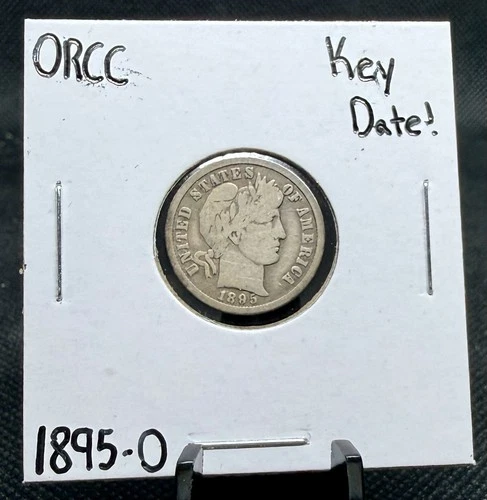 ORCC
Key
Date!
UNITED STATES OF AMERICA
1895
1895-O